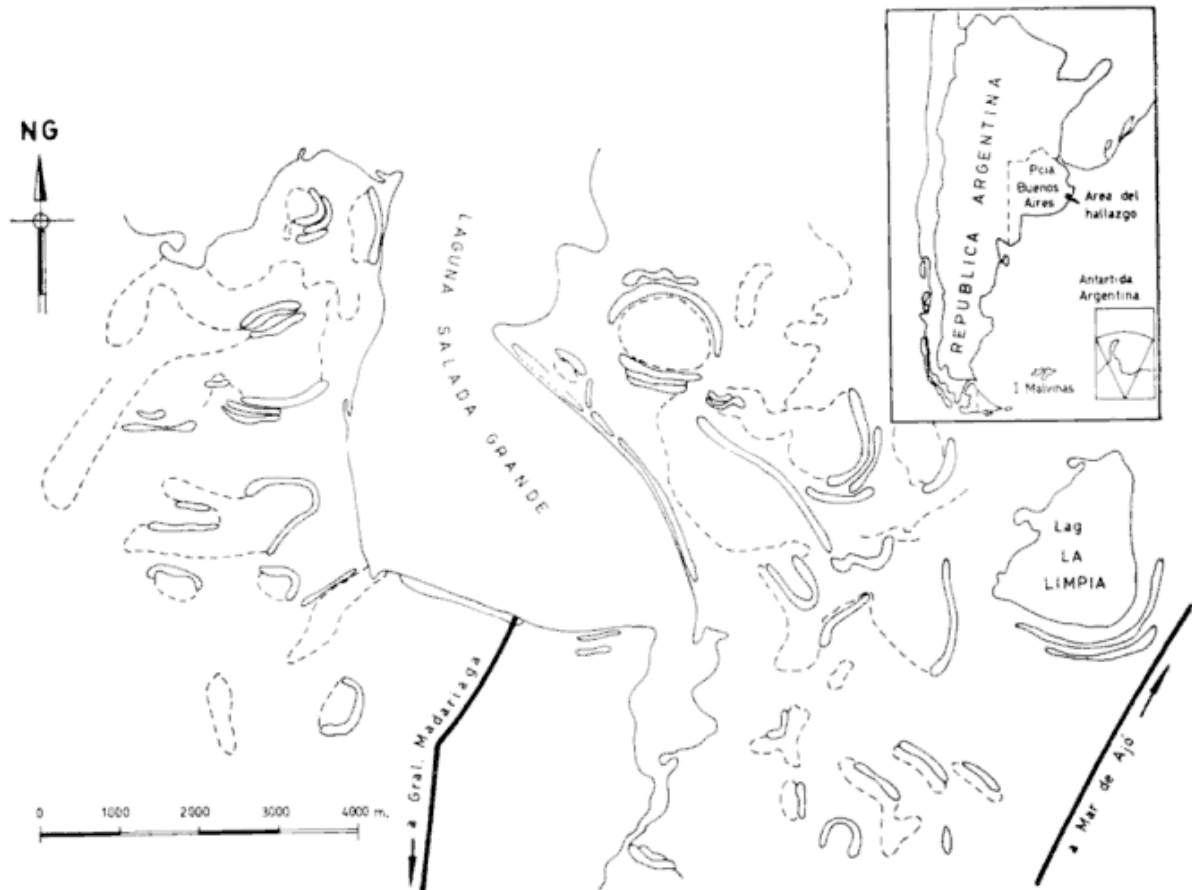 NG
LAGUNA SALADA GRANDE
REPUBLICA ARGENTINA
Pcia
Buenos
Aires
Area del
hallazgo
Antartida
Argentina
I Malvinas
Lag
LA
LIMPIA
a Gral. Madariaga
a Mar de Ajó
0 1000 2000 3000 4000 m.